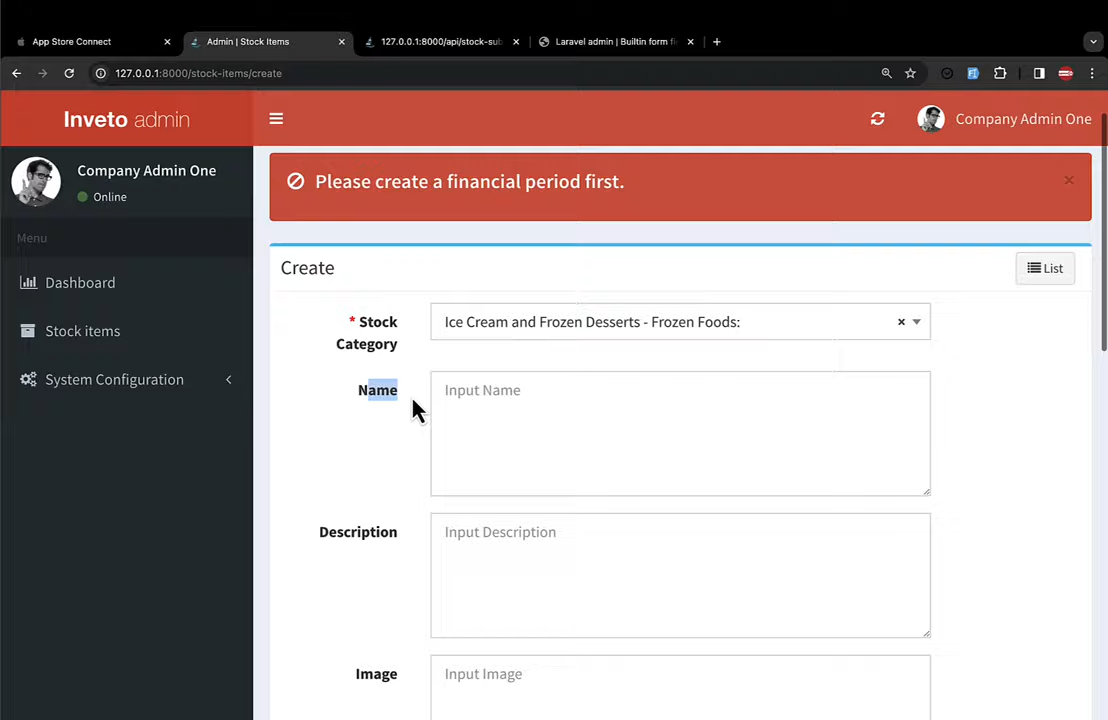 App Store Connect
Admin | Stock Items
127.0.0.1:8000/api/stock-sub
Laravel admin | Builtin form fi
127.0.0.1:8000/stock-items/create
Inveto admin
Company Admin One
Company Admin One
Online
Please create a financial period first.
×
Menu
Dashboard
Stock items
System Configuration
Create
List
* Stock Category
Ice Cream and Frozen Desserts - Frozen Foods:
×
Name
Input Name
Description
Input Description
Image
Input Image